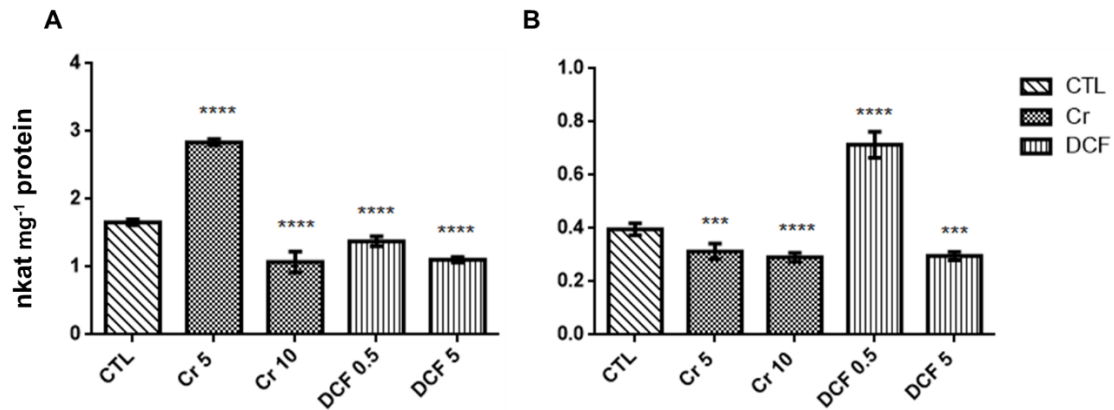 A
B
nkat mg⁻¹ protein
4
3
2
1
0
****
****
****
****
CTL
Cr 5
Cr 10
DCF 0.5
DCF 5
1.0
0.8
0.6
0.4
0.2
0.0
***
****
****
***
CTL
Cr 5
Cr 10
DCF 0.5
DCF 5
CTL
Cr
DCF